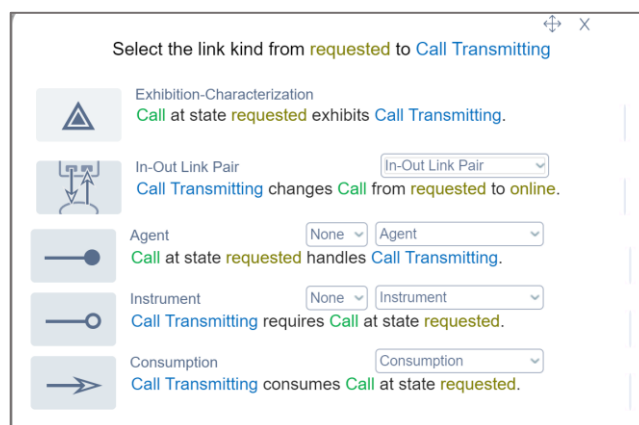 X
Select the link kind from requested to Call Transmitting
Exhibition-Characterization
Call at state requested exhibits Call Transmitting.
In-Out Link Pair In-Out Link Pair
Call Transmitting changes Call from requested to online.
Agent None Agent
Call at state requested handles Call Transmitting.
Instrument None Instrument
Call Transmitting requires Call at state requested.
Consumption Consumption
Call Transmitting consumes Call at state requested.